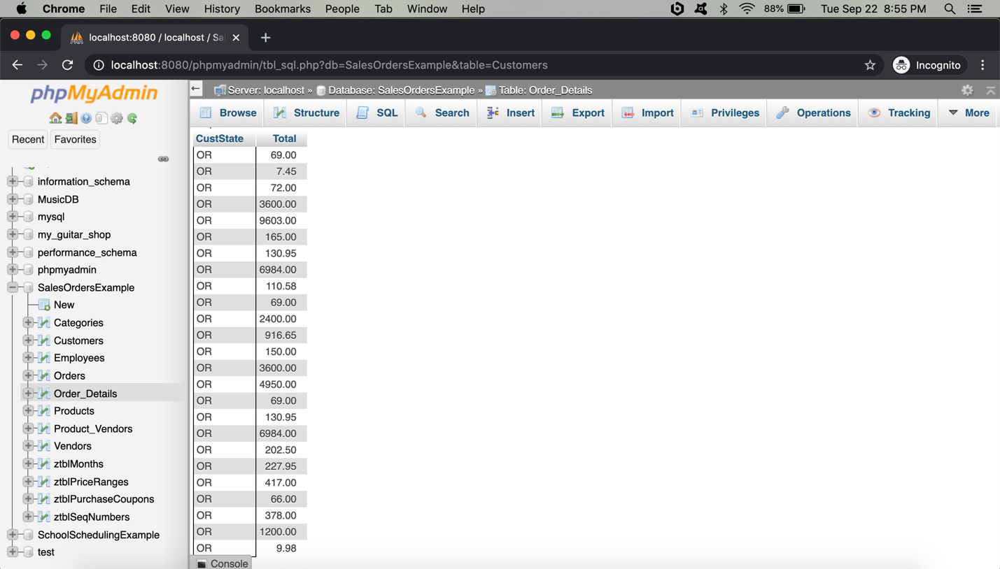 Chrome File Edit View History Bookmarks People Tab Window Help 88% Tue Sep 22 8:55 PM
localhost:8080 / localhost / Sa
localhost:8080/phpmyadmin/tbl_sql.php?db=SalesOrdersExample&table=Customers Incognito
phpMyAdmin
Recent Favorites
information_schema
MusicDB
mysql
my_guitar_shop
performance_schema
phpmyadmin
SalesOrdersExample
New
Categories
Customers
Employees
Orders
Order_Details
Products
Product_Vendors
Vendors
ztblMonths
ztblPriceRanges
ztblPurchaseCoupons
ztblSeqNumbers
SchoolSchedulingExample
test
Server: localhost » Database: SalesOrdersExample » Table: Order_Details
Browse Structure SQL Search Insert Export Import Privileges Operations Tracking More
CustState Total
OR 69.00
OR 7.45
OR 72.00
OR 3600.00
OR 9603.00
OR 165.00
OR 130.95
OR 6984.00
OR 110.58
OR 69.00
OR 2400.00
OR 916.65
OR 150.00
OR 3600.00
OR 4950.00
OR 69.00
OR 130.95
OR 6984.00
OR 202.50
OR 227.95
OR 417.00
OR 66.00
OR 378.00
OR 1200.00
OR 9.98
Console